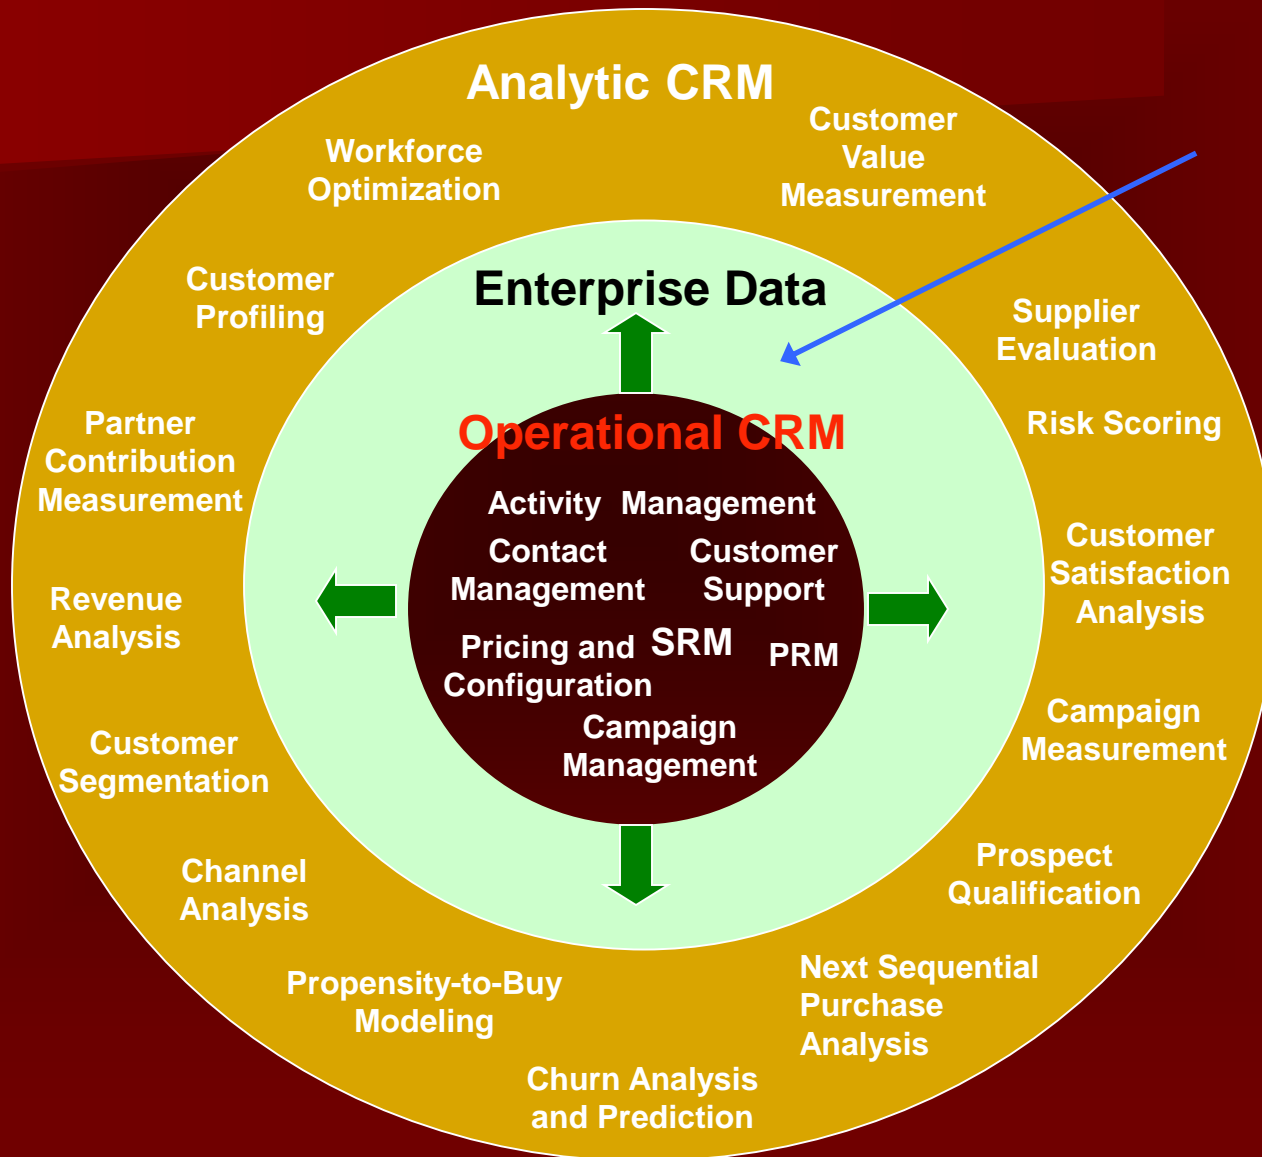 Analytic CRM
Workforce
Optimization
Customer
Value
Measurement
Customer
Profiling
Enterprise Data
Supplier
Evaluation
Partner
Contribution
Measurement
Operational CRM
Risk Scoring
Activity Management
Contact
Management
Customer
Support
Customer
Satisfaction
Analysis
Revenue
Analysis
Pricing and
Configuration
SRM
PRM
Campaign
Management
Campaign
Measurement
Customer
Segmentation
Channel
Analysis
Prospect
Qualification
Propensity-to-Buy
Modeling
Next Sequential
Purchase
Analysis
Churn Analysis
and Prediction